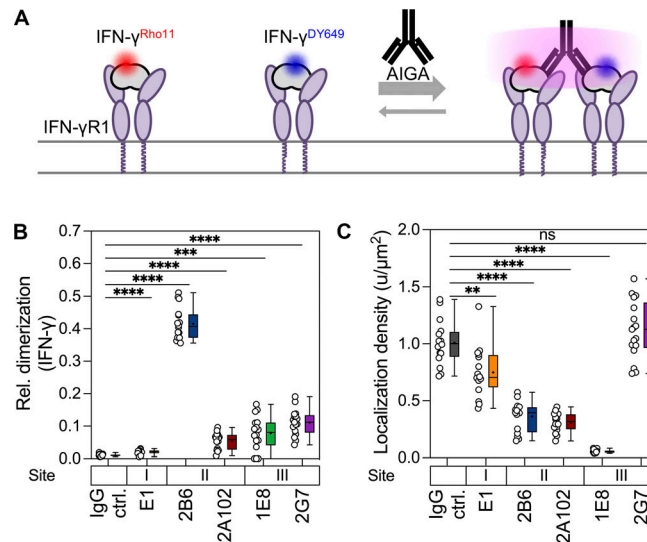 A
IFN-γRho11
IFN-γDY649
AIGA
IFN-γR1
B
Rel. dimerization
(IFN-γ)
0.7
0.6
0.5
0.4
0.3
0.2
0.1
0.0
****
***
****
****
****
Site
I
II
III
IgG
ctrl.
E1
2B6
2A102
1E8
2G7
C
Localization density (u/µm²)
2.0
1.5
1.0
0.5
0.0
ns
****
****
****
**
Site
I
II
III
IgG
ctrl.
E1
2B6
2A102
1E8
2G7